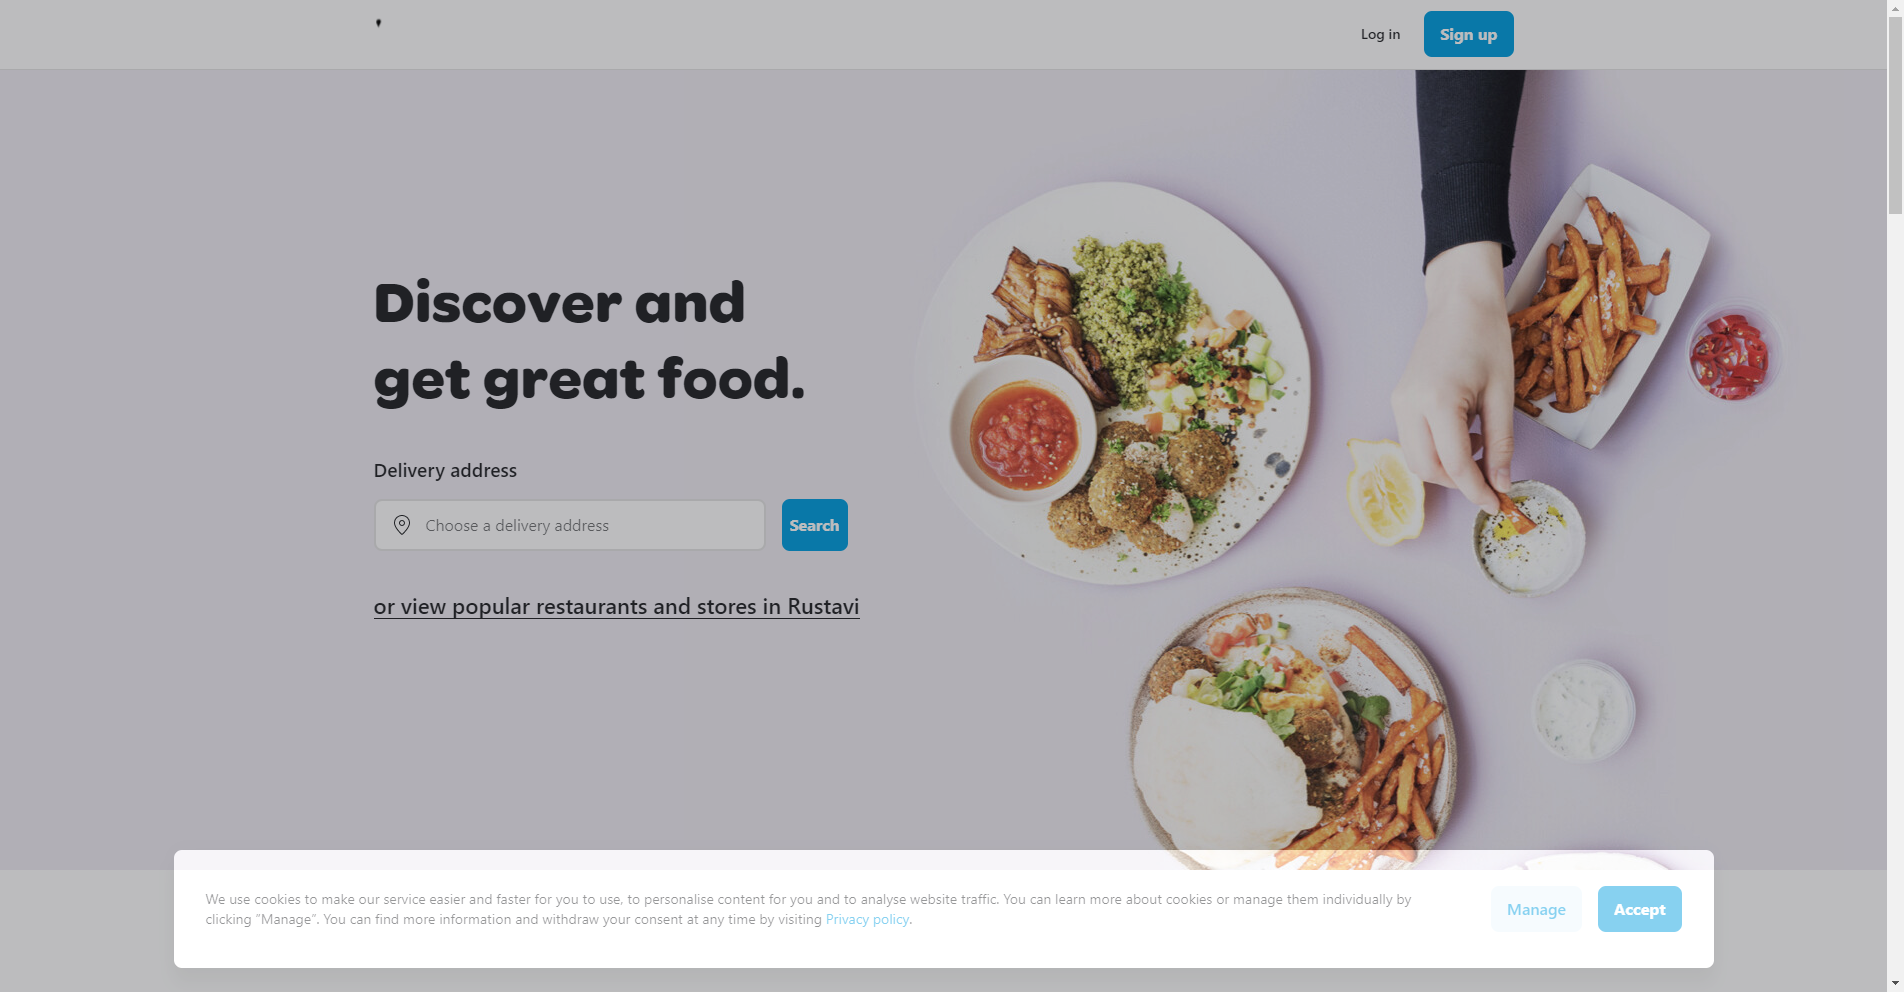 Log in
Sign up
Discover and
get great food.
Delivery address
Choose a delivery address
Search
or view popular restaurants and stores in Rustavi
We use cookies to make our service easier and faster for you to use, to personalise content for you and to analyse website traffic. You can learn more about cookies or manage them individually by
clicking “Manage”. You can find more information and withdraw your consent at any time by visiting Privacy policy.
Manage
Accept